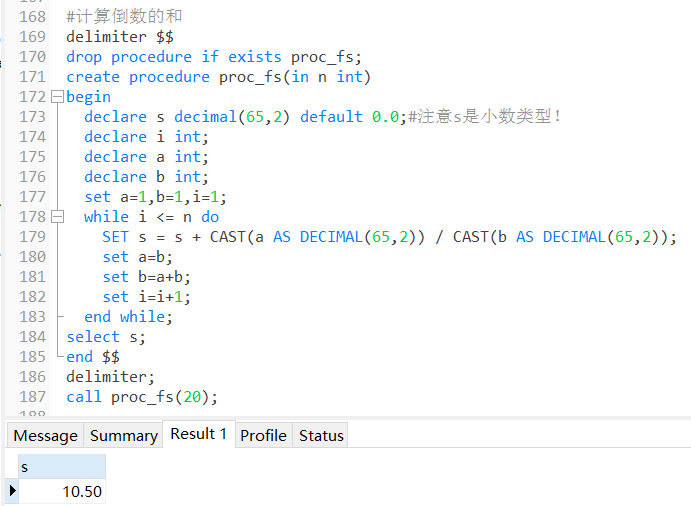 168 #计算倒数的和
169 delimiter $$
170 drop procedure if exists proc_fs;
171 create procedure proc_fs(in n int)
172 begin
173 declare s decimal(65,2) default 0.0;#注意s是小数类型!
174 declare i int;
175 declare a int;
176 declare b int;
177 set a=1,b=1,i=1;
178 while i <= n do
179 SET s = s + CAST(a AS DECIMAL(65,2)) / CAST(b AS DECIMAL(65,2));
180 set a=b;
181 set b=a+b;
182 set i=i+1;
183 end while;
184 select s;
185 end $$
186 delimiter;
187 call proc_fs(20);
Message Summary Result 1 Profile Status
s
10.50